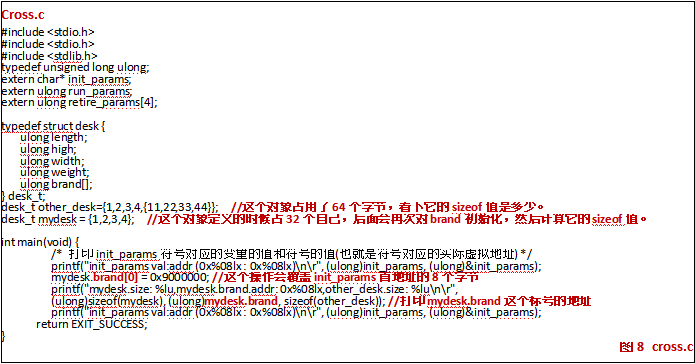 Cross.c
#include <stdio.h>
#include <stdio.h>
#include <stdlib.h>
typedef unsigned long ulong;
extern char* init_params;
extern ulong run_params;
extern ulong retire_params[4];
typedef struct desk {
ulong length;
ulong high;
ulong width;
ulong weight;
ulong brand[];
} desk_t;
desk_t other_desk={1,2,3,4,{11,22,33,44}}; //这个对象占用了 64 个字节，看下它的 sizeof 值是多少。
desk_t mydesk = {1,2,3,4}; //这个对象定义的时候占 32 个自己，后面会再次对 brand 初始化，然后计算它的 sizeof 值。
int main(void) {
/* 打印 init_params 符号对应的变量的值和符号的值(也就是符号对应的实际虚拟地址) */
printf("init_params val:addr (0x%08lx : 0x%08lx)\n\r", (ulong)init_params, (ulong)&init_params);
mydesk.brand[0] = 0x9000000; //这个操作会覆盖 init_params 首地址的 8 个字节
printf("mydesk.size: %lu,mydesk.brand.addr: 0x%08lx,other_desk.size: %lu\n\r",
(ulong)sizeof(mydesk), (ulong)mydesk.brand, sizeof(other_desk)); //打印 mydesk.brand 这个标号的地址
printf("init_params val:addr (0x%08lx : 0x%08lx)\n\r", (ulong)init_params, (ulong)&init_params);
return EXIT_SUCCESS;
}
图 8 cross.c